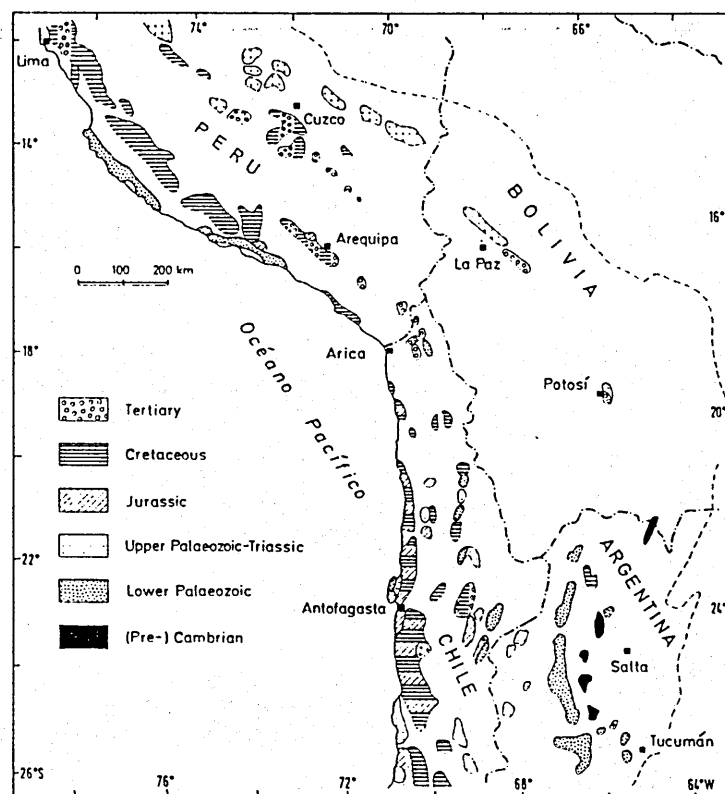 74°
70°
66°
Lima
Cuzco
14°
PERU
BOLIVIA
16°
Arequipa
La Paz
0 100 200 km
Océano Pacífico
Arica
18°
Potosí
20°
Tertiary
Cretaceous
Jurassic
Upper Palaeozoic-Triassic
Lower Palaeozoic
(Pre-) Cambrian
22°
ARGENTINA
Antofagasta
24°
CHILE
Salta
Tucumán
26°S
76°
72°
68°
64°W